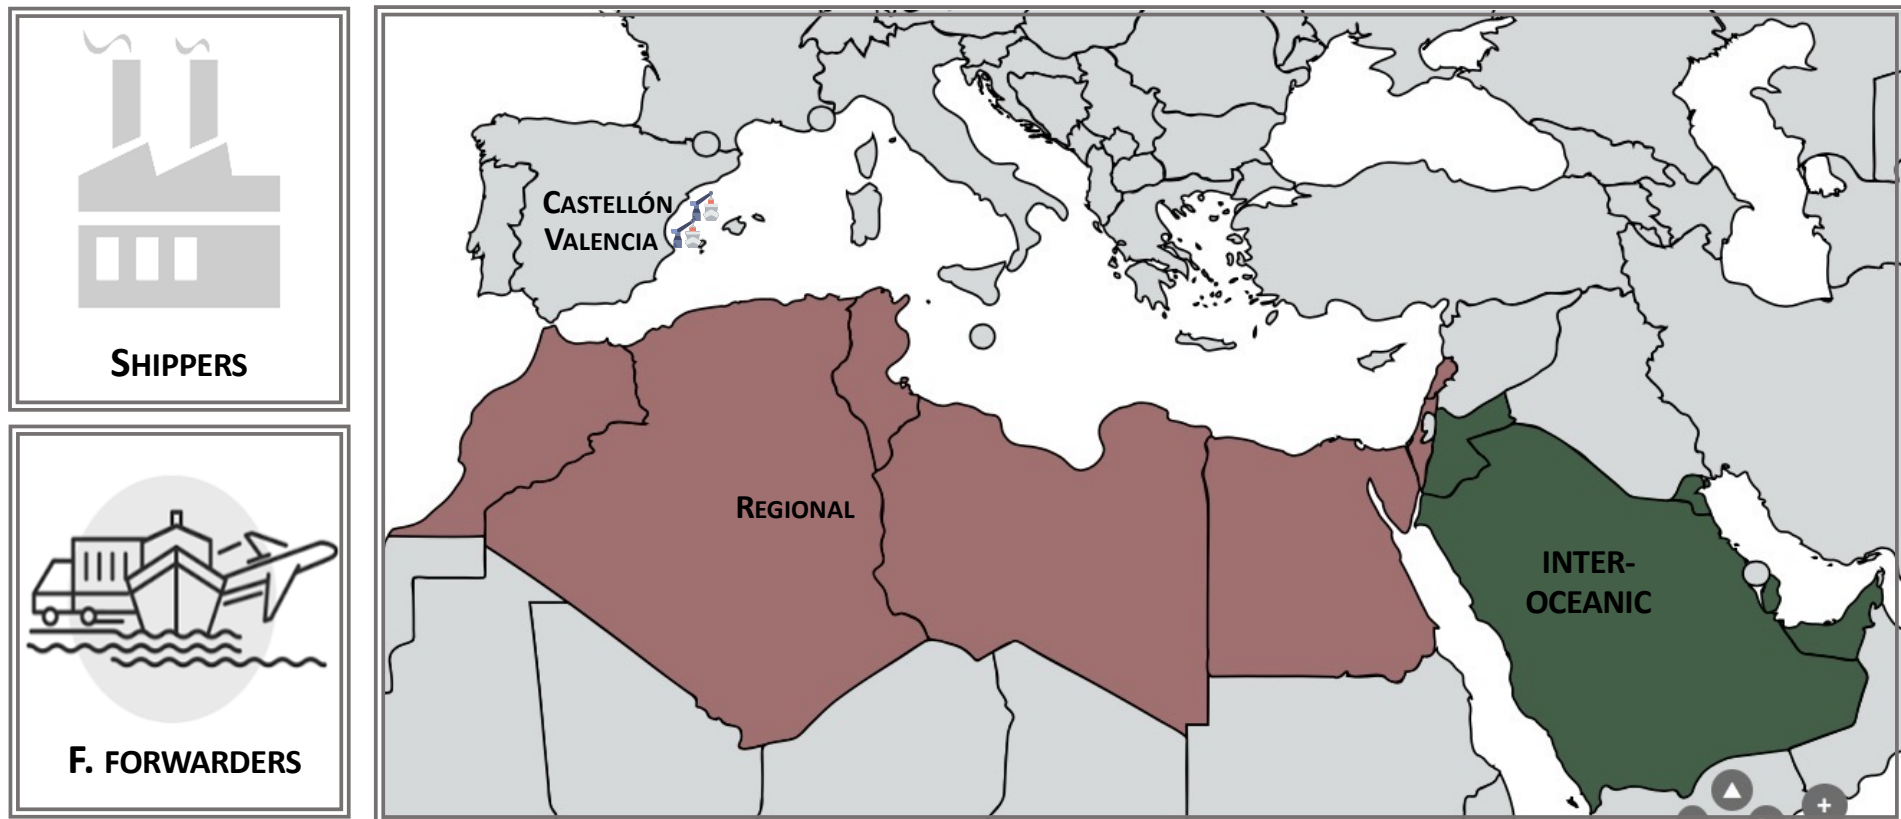 SHIPPERS
F. FORWARDERS
CASTELLÓN
VALENCIA
REGIONAL
INTER-
OCEANIC
+